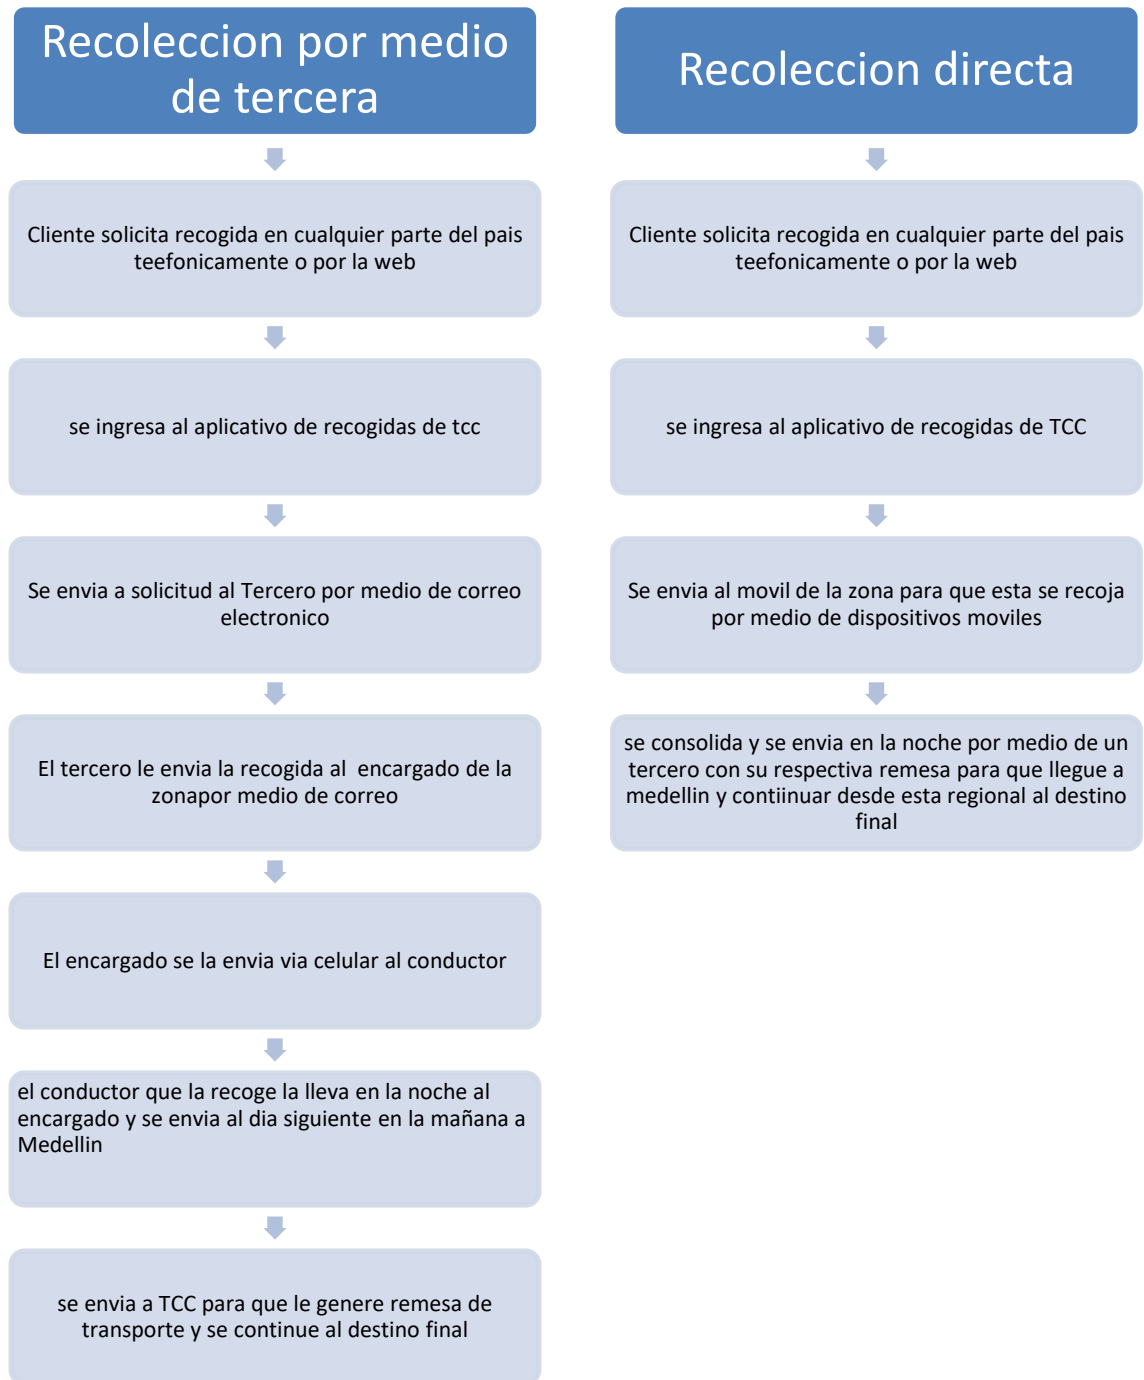 Recoleccion por medio
de tercera
Cliente solicita recogida en cualquier parte del pais
teefonicamente o por la web
se ingresa al aplicativo de recogidas de tcc
Se envia a solicitud al Tercero por medio de correo
electronico
El tercero le envia la recogida al  encargado de la
zonapor medio de correo
El encargado se la envia via celular al conductor
el conductor que la recoge la lleva en la noche al
encargado y se envia al dia siguiente en la mañana a
Medellin
se envia a TCC para que le genere remesa de
transporte y se continue al destino final
Recoleccion directa
Cliente solicita recogida en cualquier parte del pais
teefonicamente o por la web
se ingresa al aplicativo de recogidas de TCC
Se envia al movil de la zona para que esta se recoja
por medio de dispositivos moviles
se consolida y se envia en la noche por medio de un
tercero con su respectiva remesa para que llegue a
medellin y contiinuar desde esta regional al destino
final